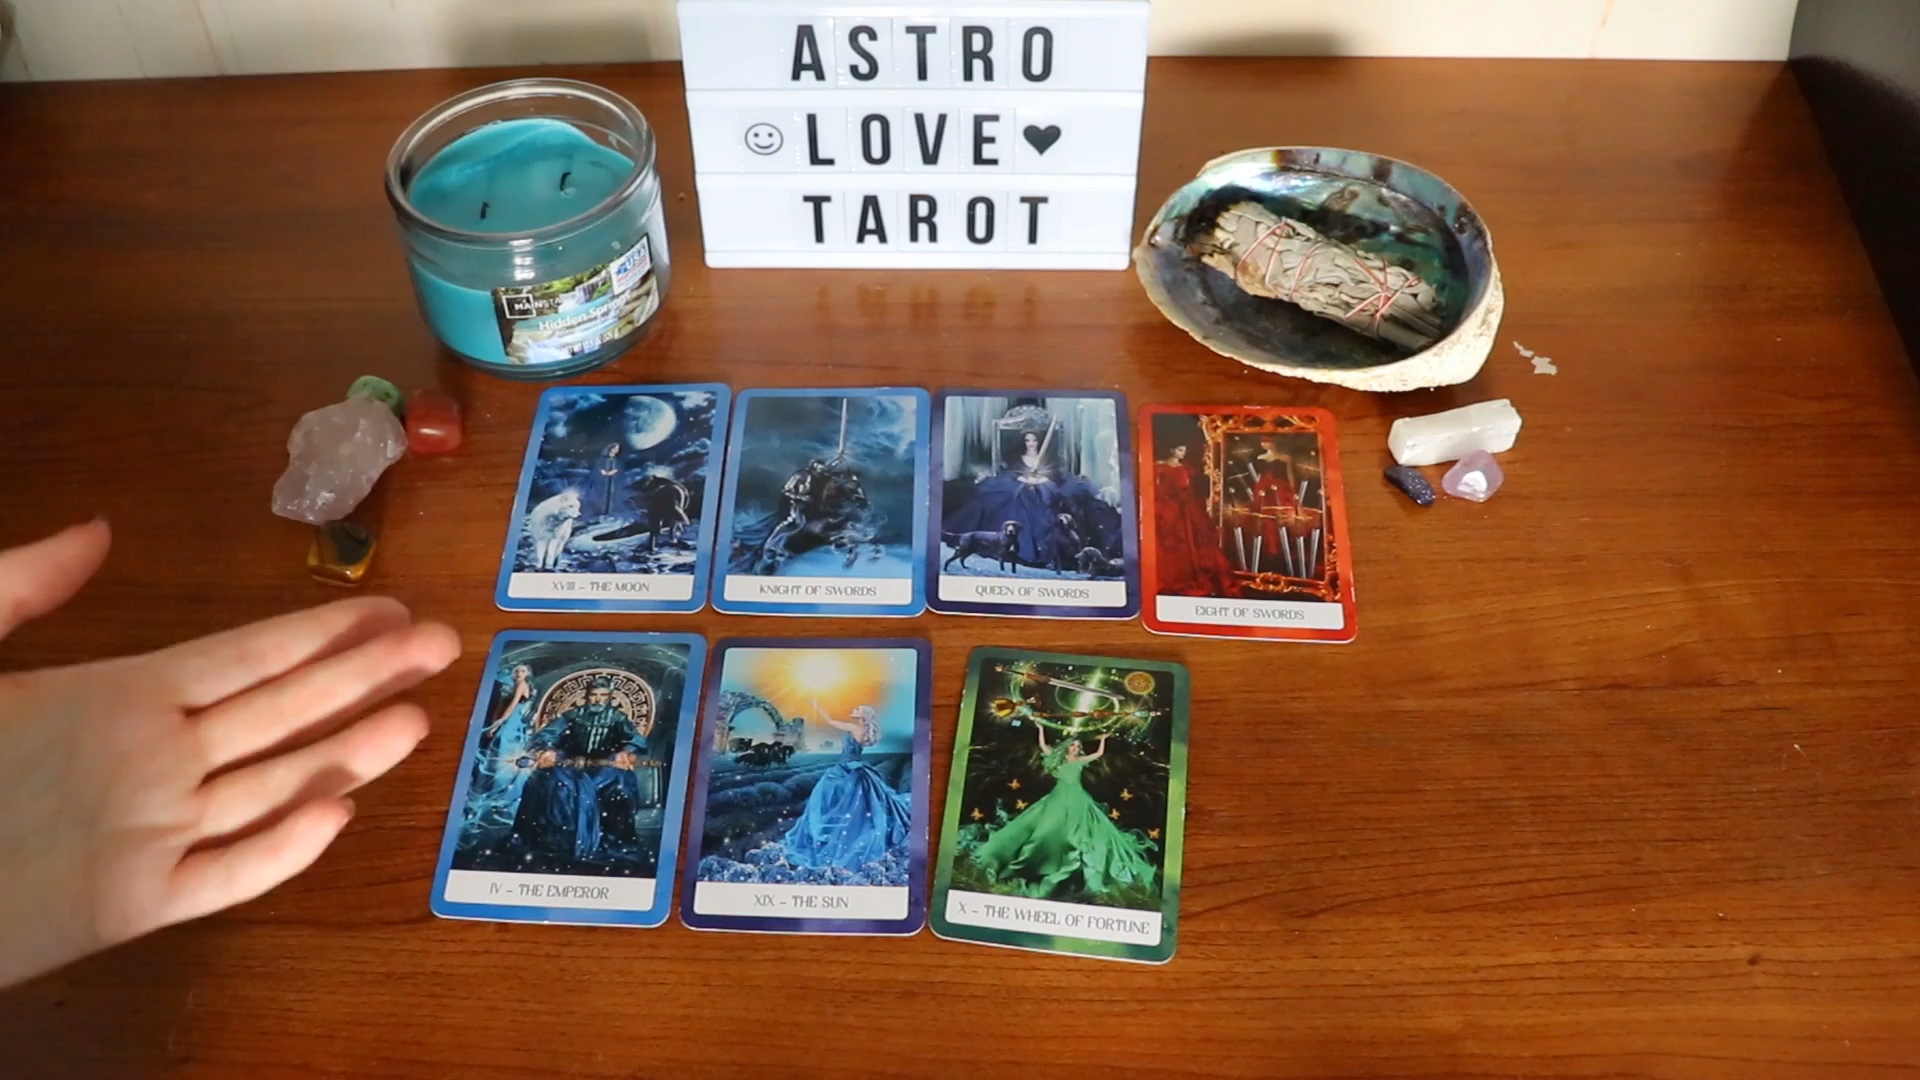 ASTRO
☺LOVE♥
TAROT
USA
Hidden Springs
XVIII – THE MOON
KNIGHT OF SWORDS
QUEEN OF SWORDS
EIGHT OF SWORDS
IV – THE EMPEROR
XIX – THE SUN
X – THE WHEEL OF FORTUNE